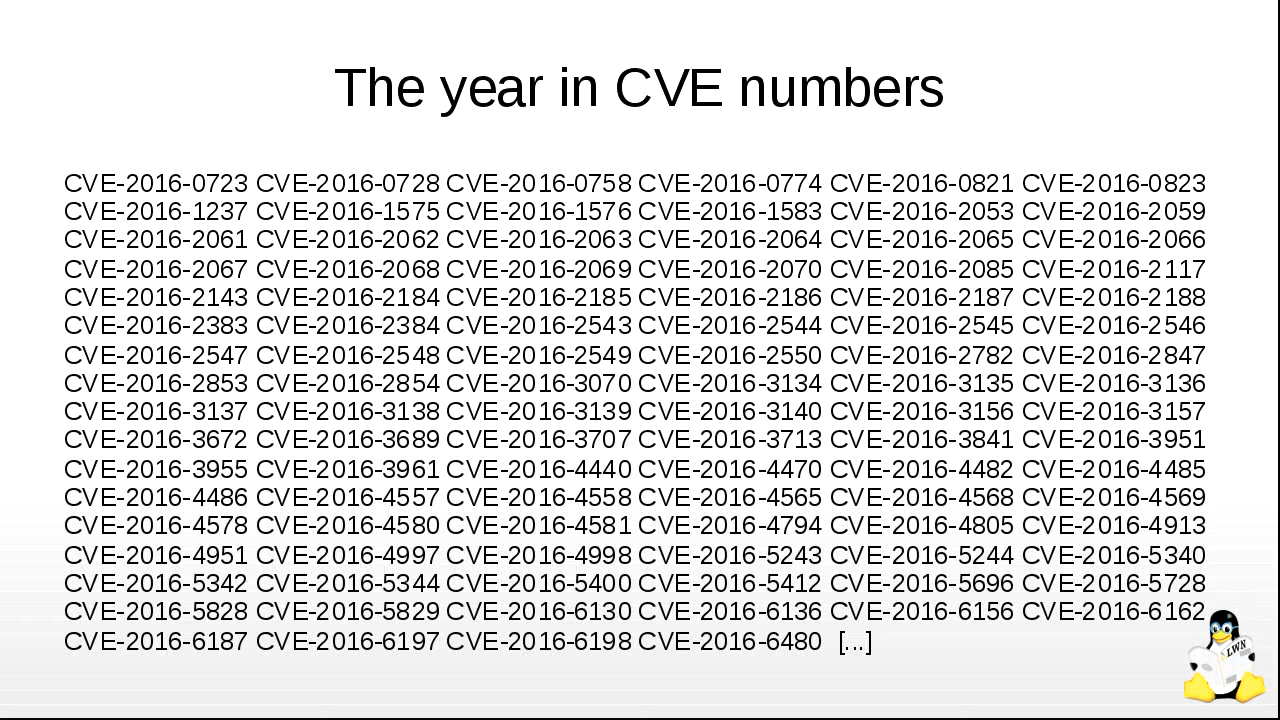 The year in CVE numbers
CVE-2016-0723 CVE-2016-0728 CVE-2016-0758 CVE-2016-0774 CVE-2016-0821 CVE-2016-0823
CVE-2016-1237 CVE-2016-1575 CVE-2016-1576 CVE-2016-1583 CVE-2016-2053 CVE-2016-2059
CVE-2016-2061 CVE-2016-2062 CVE-2016-2063 CVE-2016-2064 CVE-2016-2065 CVE-2016-2066
CVE-2016-2067 CVE-2016-2068 CVE-2016-2069 CVE-2016-2070 CVE-2016-2085 CVE-2016-2117
CVE-2016-2143 CVE-2016-2184 CVE-2016-2185 CVE-2016-2186 CVE-2016-2187 CVE-2016-2188
CVE-2016-2383 CVE-2016-2384 CVE-2016-2543 CVE-2016-2544 CVE-2016-2545 CVE-2016-2546
CVE-2016-2547 CVE-2016-2548 CVE-2016-2549 CVE-2016-2550 CVE-2016-2782 CVE-2016-2847
CVE-2016-2853 CVE-2016-2854 CVE-2016-3070 CVE-2016-3134 CVE-2016-3135 CVE-2016-3136
CVE-2016-3137 CVE-2016-3138 CVE-2016-3139 CVE-2016-3140 CVE-2016-3156 CVE-2016-3157
CVE-2016-3672 CVE-2016-3689 CVE-2016-3707 CVE-2016-3713 CVE-2016-3841 CVE-2016-3951
CVE-2016-3955 CVE-2016-3961 CVE-2016-4440 CVE-2016-4470 CVE-2016-4482 CVE-2016-4485
CVE-2016-4486 CVE-2016-4557 CVE-2016-4558 CVE-2016-4565 CVE-2016-4568 CVE-2016-4569
CVE-2016-4578 CVE-2016-4580 CVE-2016-4581 CVE-2016-4794 CVE-2016-4805 CVE-2016-4913
CVE-2016-4951 CVE-2016-4997 CVE-2016-4998 CVE-2016-5243 CVE-2016-5244 CVE-2016-5340
CVE-2016-5342 CVE-2016-5344 CVE-2016-5400 CVE-2016-5412 CVE-2016-5696 CVE-2016-5728
CVE-2016-5828 CVE-2016-5829 CVE-2016-6130 CVE-2016-6136 CVE-2016-6156 CVE-2016-6162
CVE-2016-6187 CVE-2016-6197 CVE-2016-6198 CVE-2016-6480 [...]
LWN